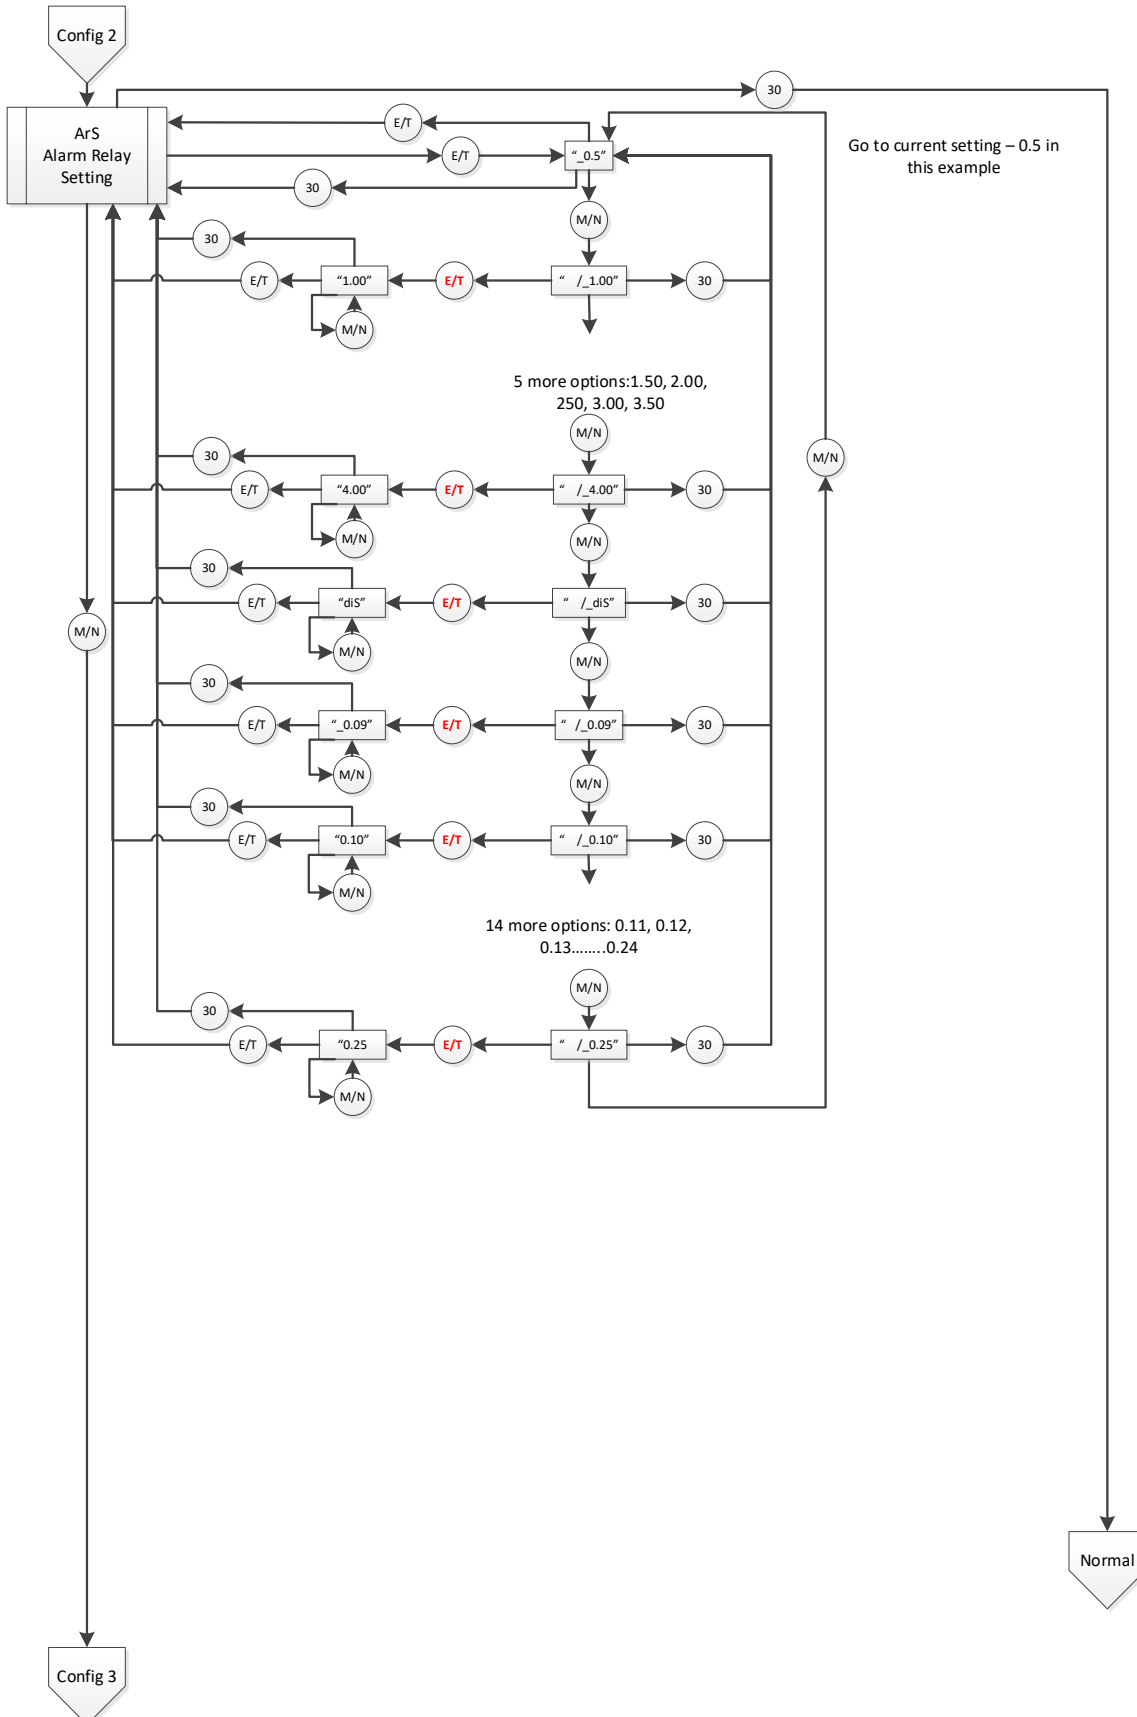 Config 2
30
ArS
Alarm Relay
Setting
E/T
E/T
"_0.5"
Go to current setting – 0.5 in
this example
30
M/N
30
E/T
"1.00"
E/T
" /_1.00"
30
M/N
5 more options:1.50, 2.00,
250, 3.00, 3.50
M/N
30
M/N
E/T
"4.00"
E/T
" /_4.00"
30
M/N
M/N
30
E/T
"diS"
E/T
" /_diS"
30
M/N
M/N
M/N
30
E/T
"_0.09"
E/T
" /_0.09"
30
M/N
M/N
30
E/T
"0.10"
E/T
" /_0.10"
30
M/N
14 more options: 0.11, 0.12,
0.13……..0.24
M/N
30
E/T
"0.25
E/T
" /_0.25"
30
M/N
Normal
Config 3